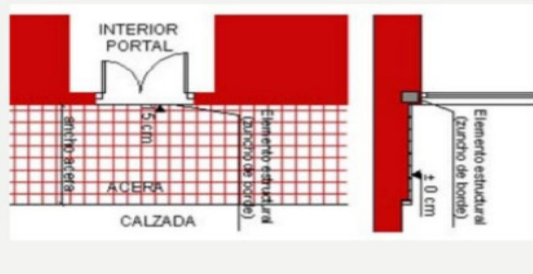 INTERIOR
PORTAL
15 cm
Elemento estructural
(zuncho de borde)
ancho acera
ACERA
CALZADA
Elemento estructural
(zuncho de borde)
± 0 cm